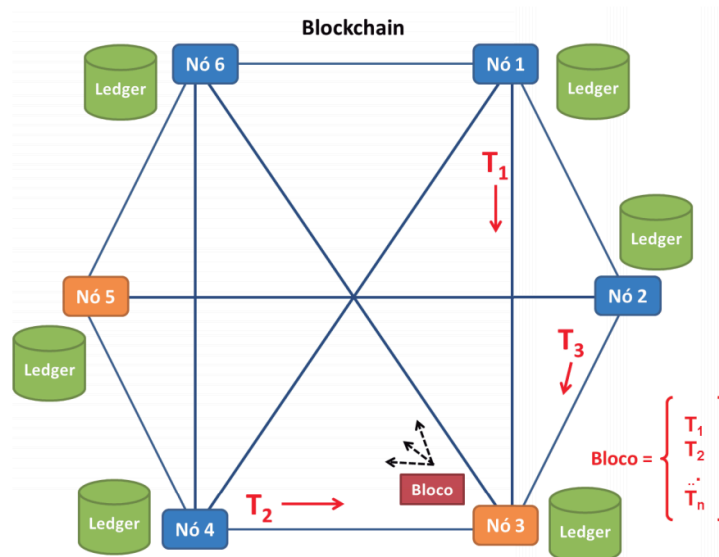 Blockchain
Ledger
Nó 6
Nó 1
Ledger
T1
Ledger
Nó 5
Nó 2
Ledger
T3
Bloco =
T1
T2
...
Tn
Bloco
Ledger
Nó 4
T2
Nó 3
Ledger